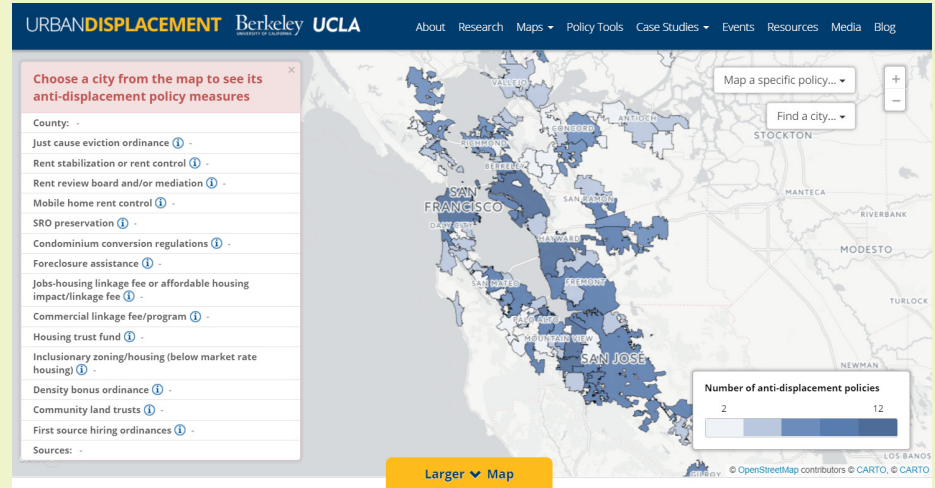 URBANDISPLACEMENT Berkeley UCLA
UNIVERSITY OF CALIFORNIA
About Research Maps Policy Tools Case Studies Events Resources Media Blog
Choose a city from the map to see its
anti-displacement policy measures
×
County: -
Just cause eviction ordinance i -
Rent stabilization or rent control i -
Rent review board and/or mediation i -
Mobile home rent control i -
SRO preservation i -
Condominium conversion regulations i -
Foreclosure assistance i -
Jobs-housing linkage fee or affordable housing
impact/linkage fee i -
Commercial linkage fee/program i -
Housing trust fund i -
Inclusionary zoning/housing (below market rate
housing) i -
Density bonus ordinance i -
Community land trusts i -
First source hiring ordinances i -
Sources: -
Map a specific policy...
Find a city...
+
−
VALLEJO
ANTIOCH
CONCORD
RICHMOND
STOCKTON
BERKELEY
SAN
FRANCISCO
SAN RAMON
MANTECA
RIVERBANK
DALY CITY
HAYWARD
MODESTO
SAN MATEO
FREMONT
TURLOCK
PALO ALTO
MOUNTAIN VIEW
SAN JOSE
NEWMAN
Number of anti-displacement policies
2 12
LOS BANOS
GILROY
© OpenStreetMap contributors © CARTO, © CARTO
Larger Map